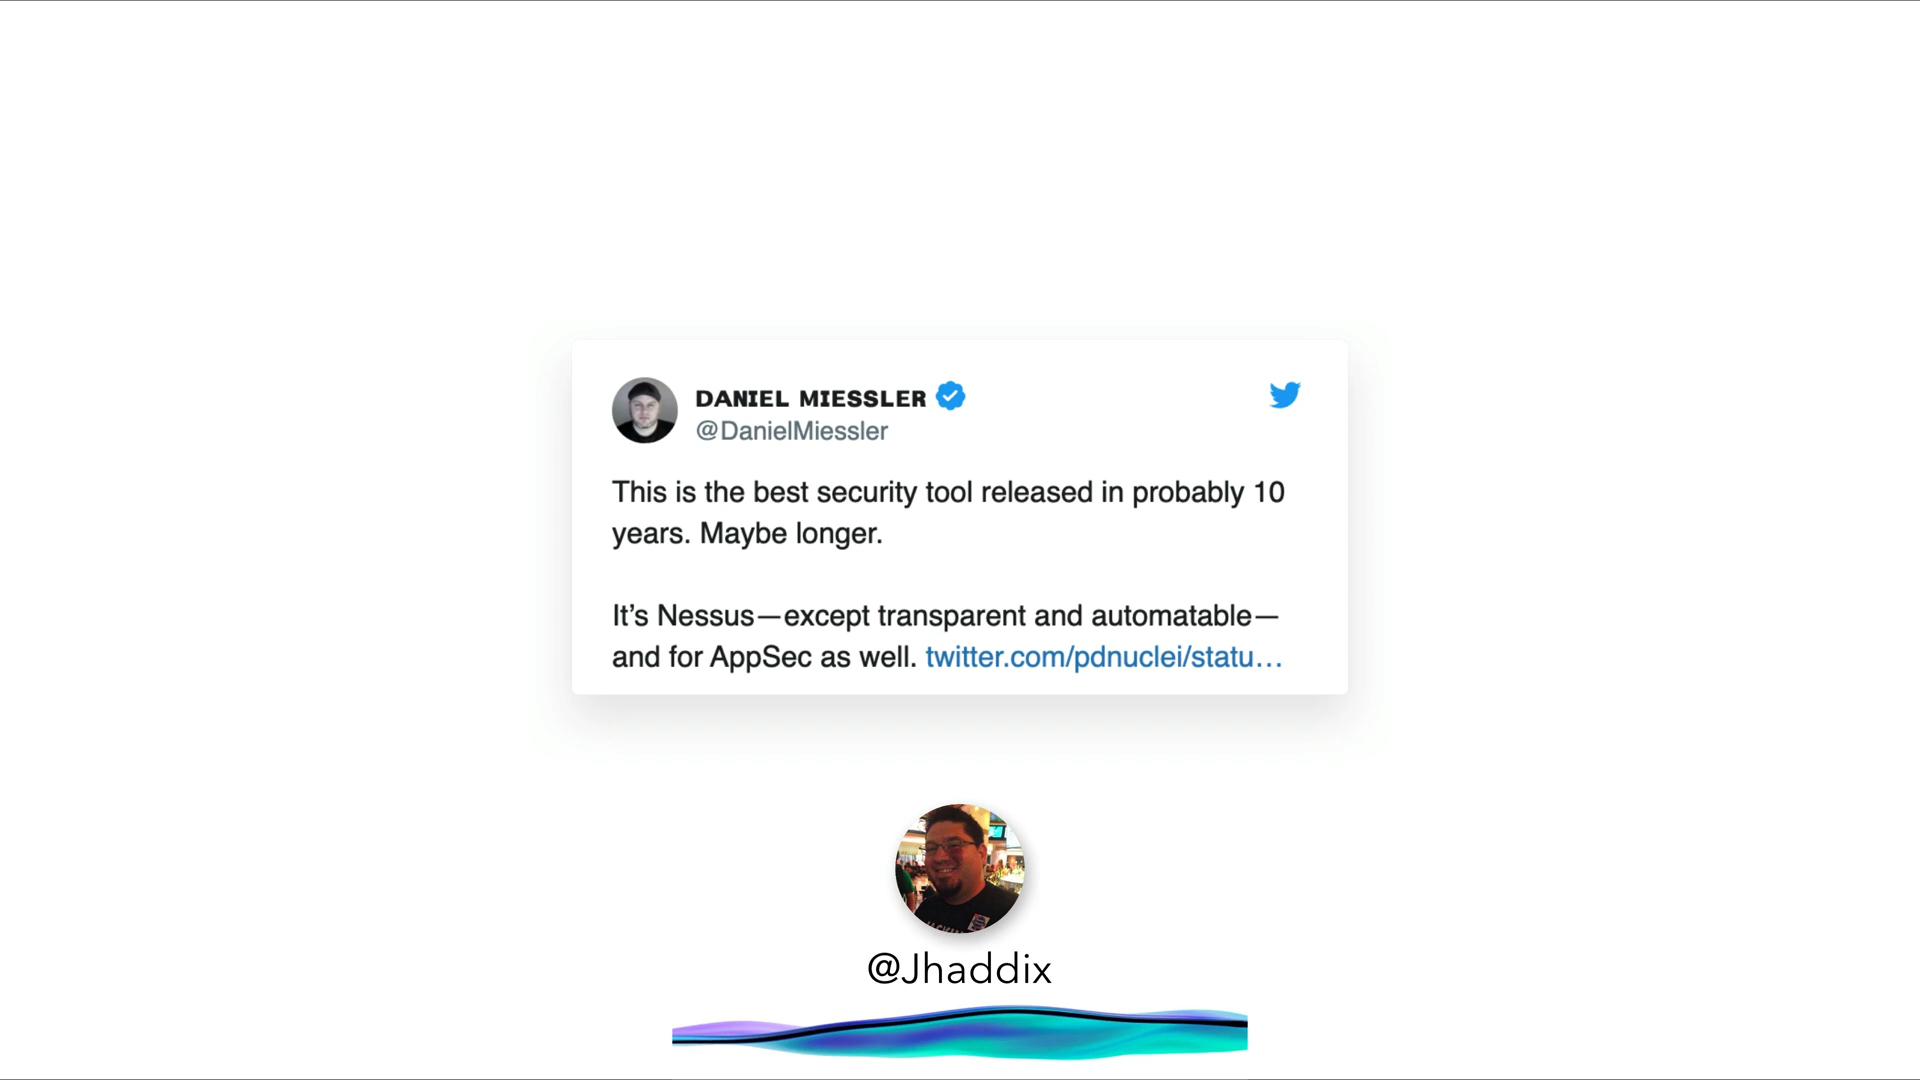 DANIEL MIESSLER
@DanielMiessler
This is the best security tool released in probably 10
years. Maybe longer.
It’s Nessus—except transparent and automatable—
and for AppSec as well. twitter.com/pdnuclei/statu…
@Jhaddix